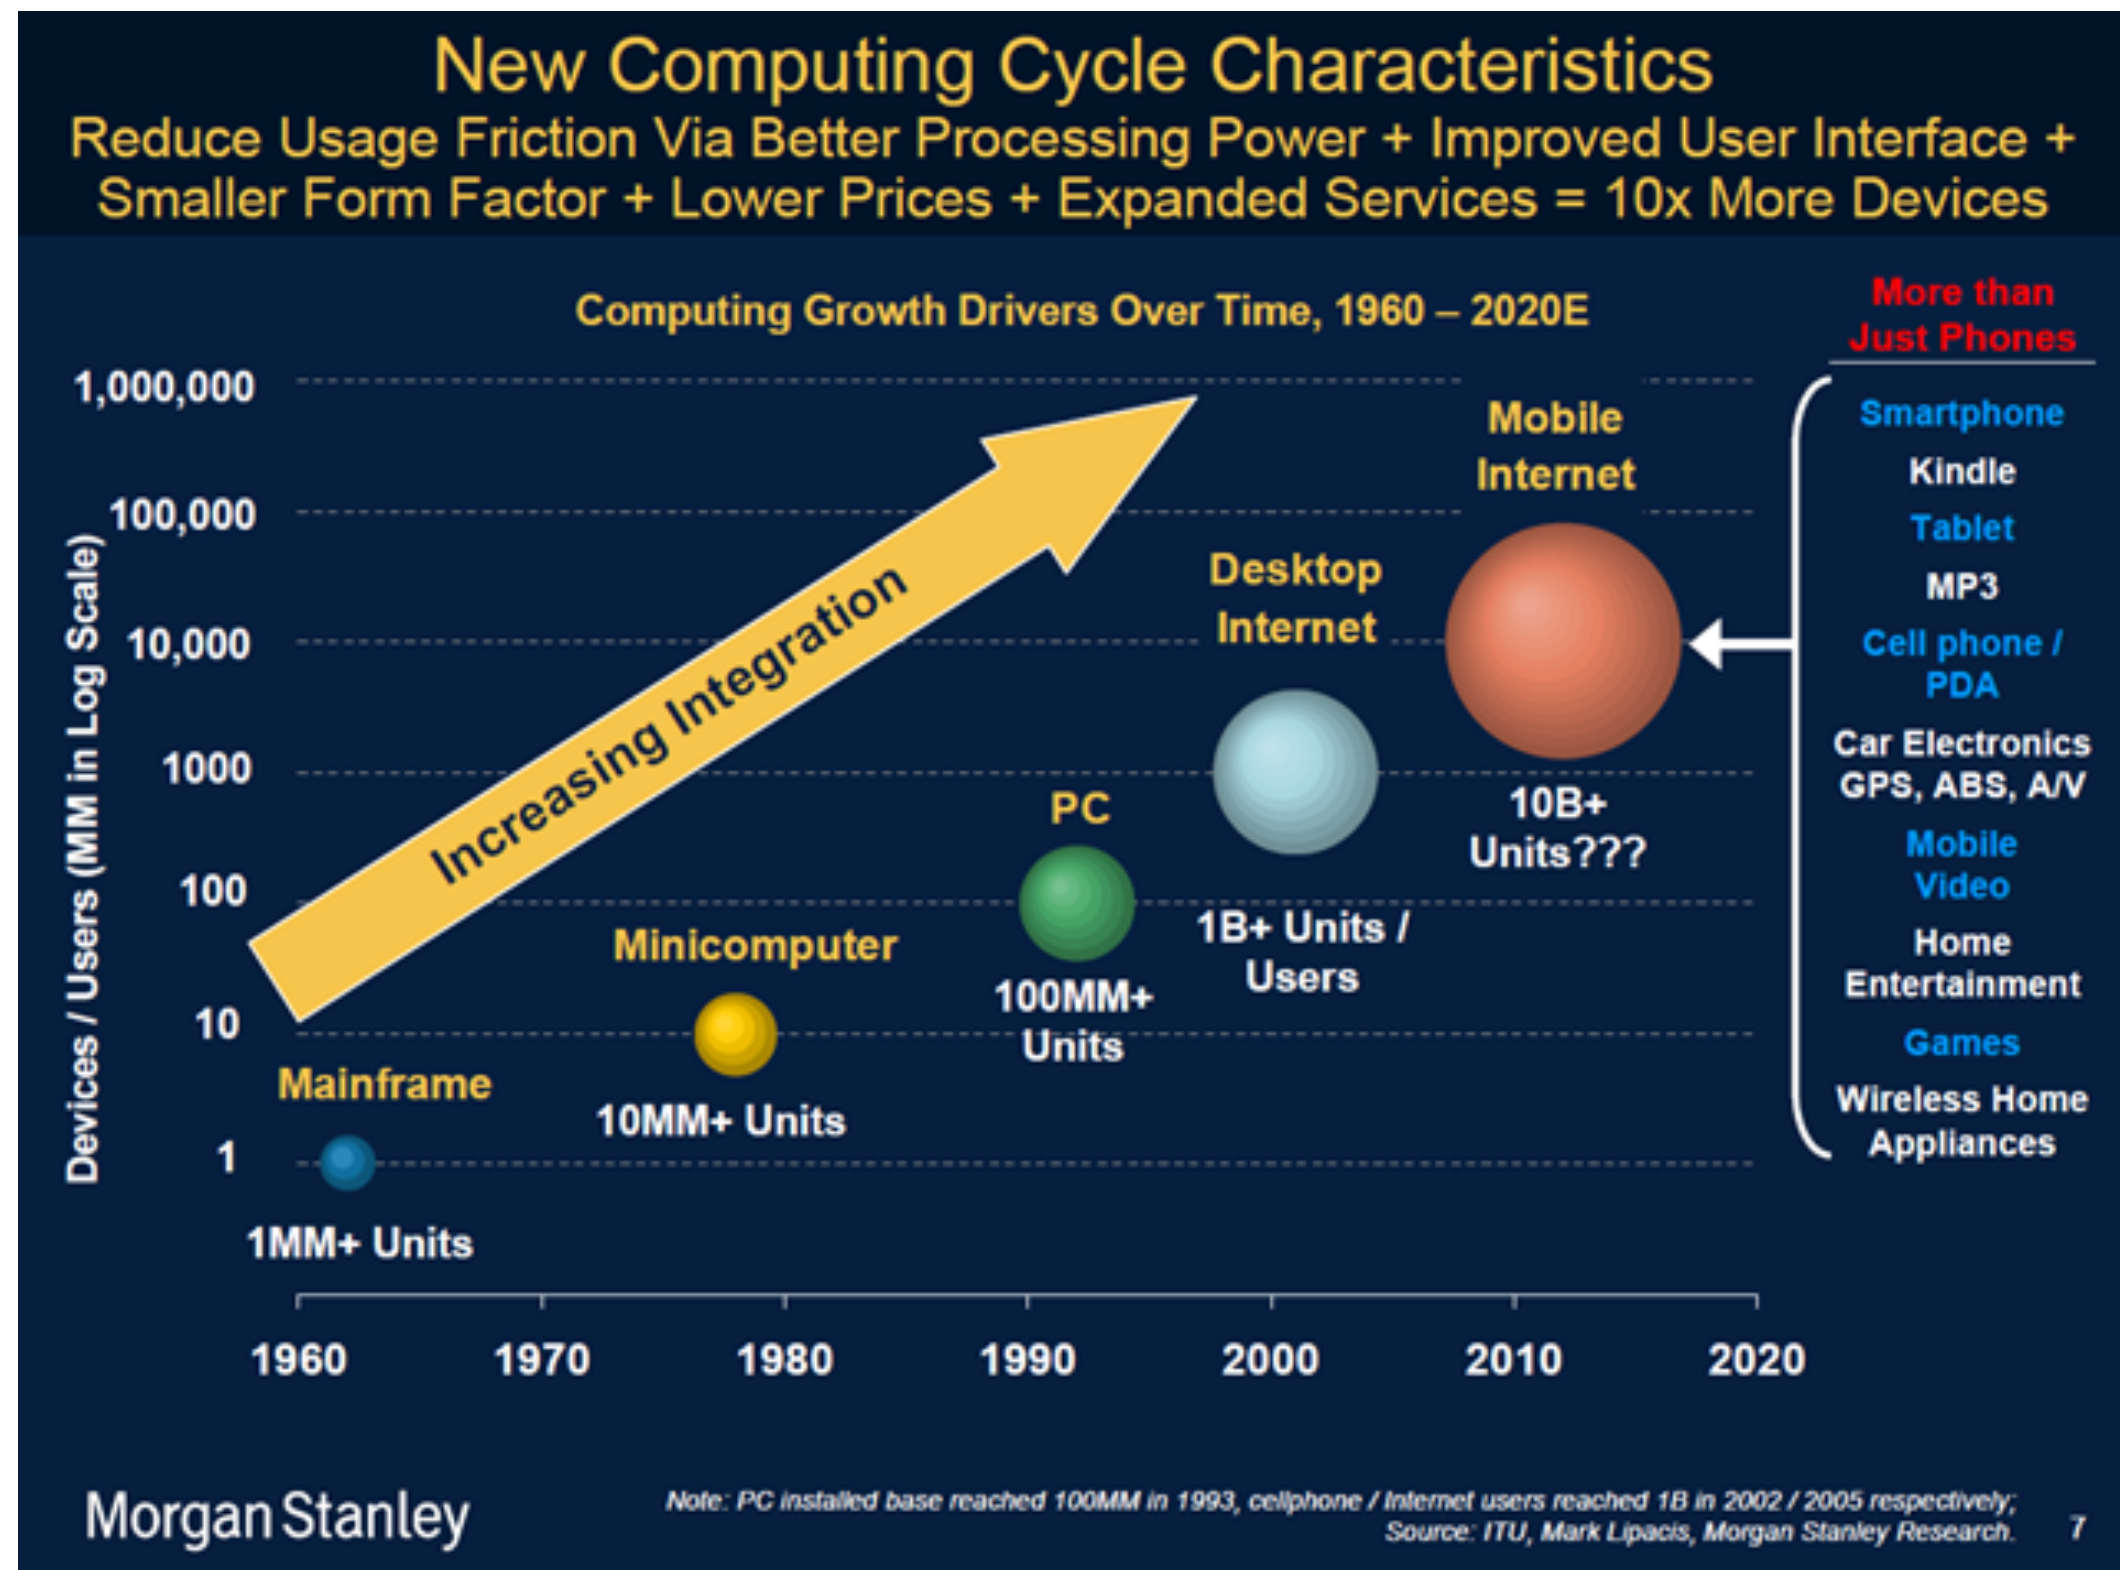 New Computing Cycle Characteristics
Reduce Usage Friction Via Better Processing Power + Improved User Interface +
Smaller Form Factor + Lower Prices + Expanded Services = 10x More Devices
Computing Growth Drivers Over Time, 1960 – 2020E
Devices / Users (MM in Log Scale)
1,000,000
100,000
10,000
1000
100
10
1
Increasing Integration
Mainframe
1MM+ Units
Minicomputer
10MM+ Units
PC
100MM+
Units
Desktop
Internet
1B+ Units /
Users
Mobile
Internet
10B+
Units???
More than
Just Phones
Smartphone
Kindle
Tablet
MP3
Cell phone /
PDA
Car Electronics
GPS, ABS, A/V
Mobile
Video
Home
Entertainment
Games
Wireless Home
Appliances
1960
1970
1980
1990
2000
2010
2020
Morgan Stanley
Note: PC installed base reached 100MM in 1993, cellphone / Internet users reached 1B in 2002 / 2005 respectively;
Source: ITU, Mark Lipacis, Morgan Stanley Research.
7